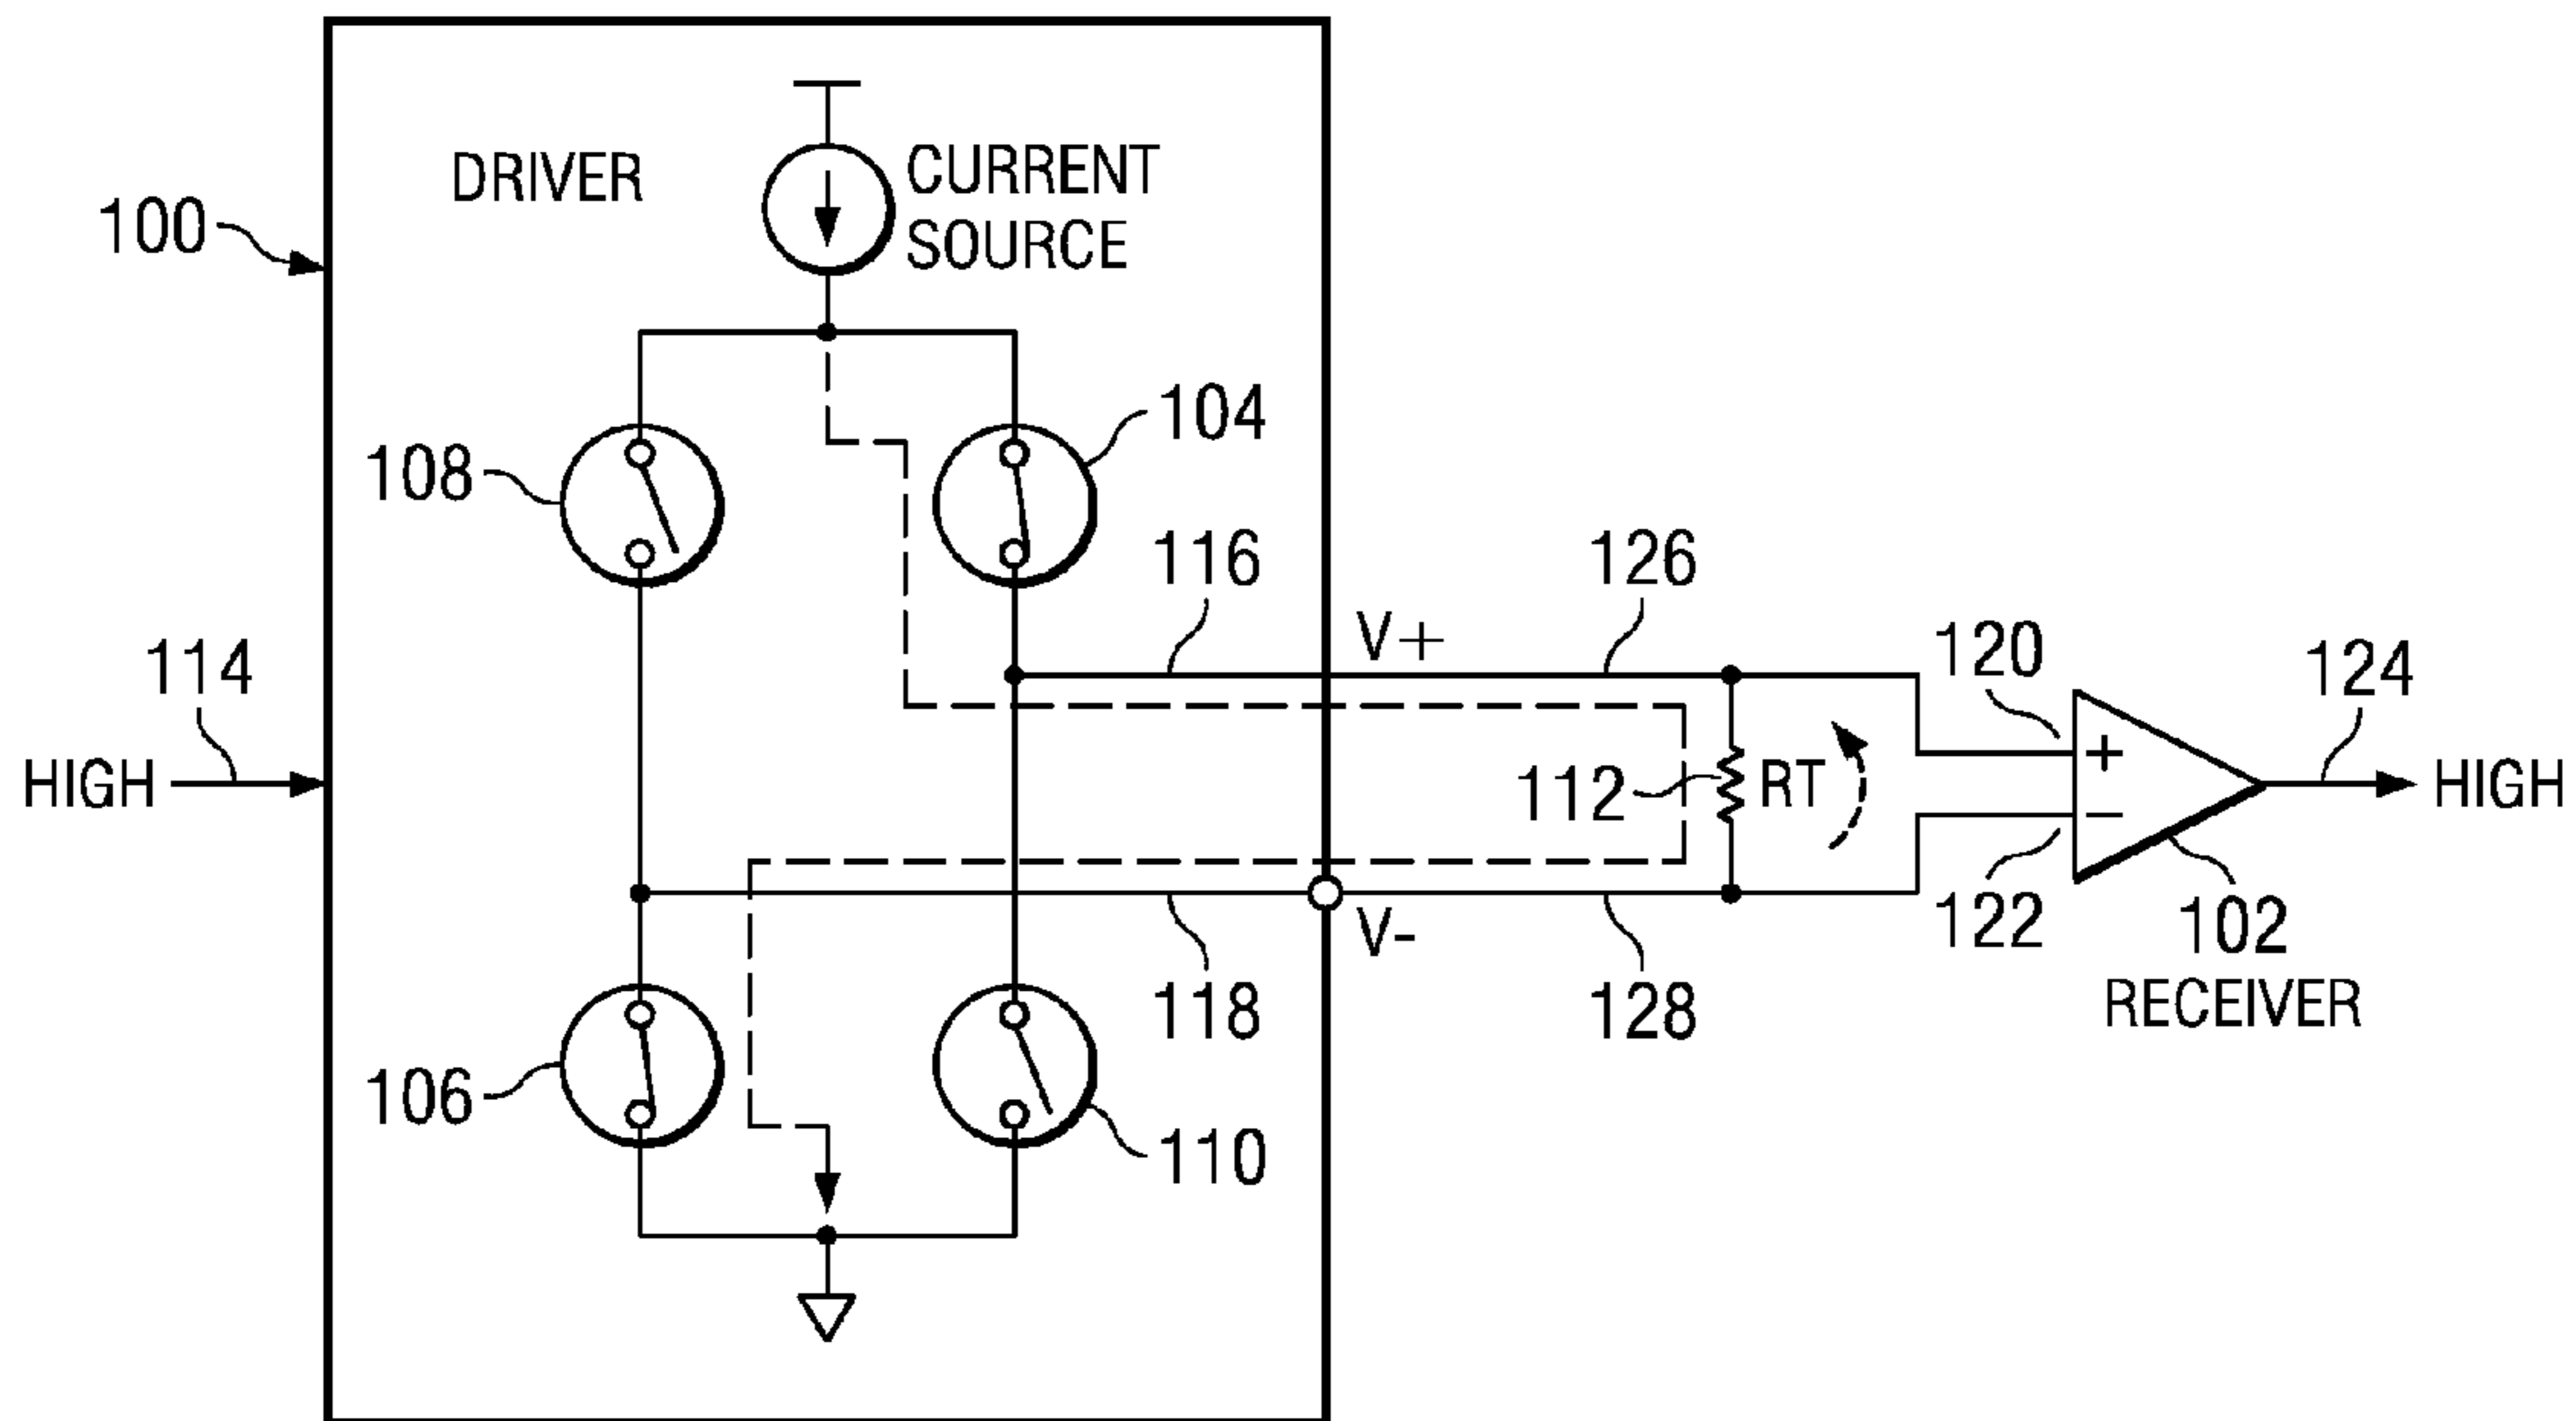 DRIVER
CURRENT
SOURCE
100
108
104
116
126
114
HIGH
V+
120
124
112
RT
+
−
HIGH
122
102
RECEIVER
V-
118
128
106
110